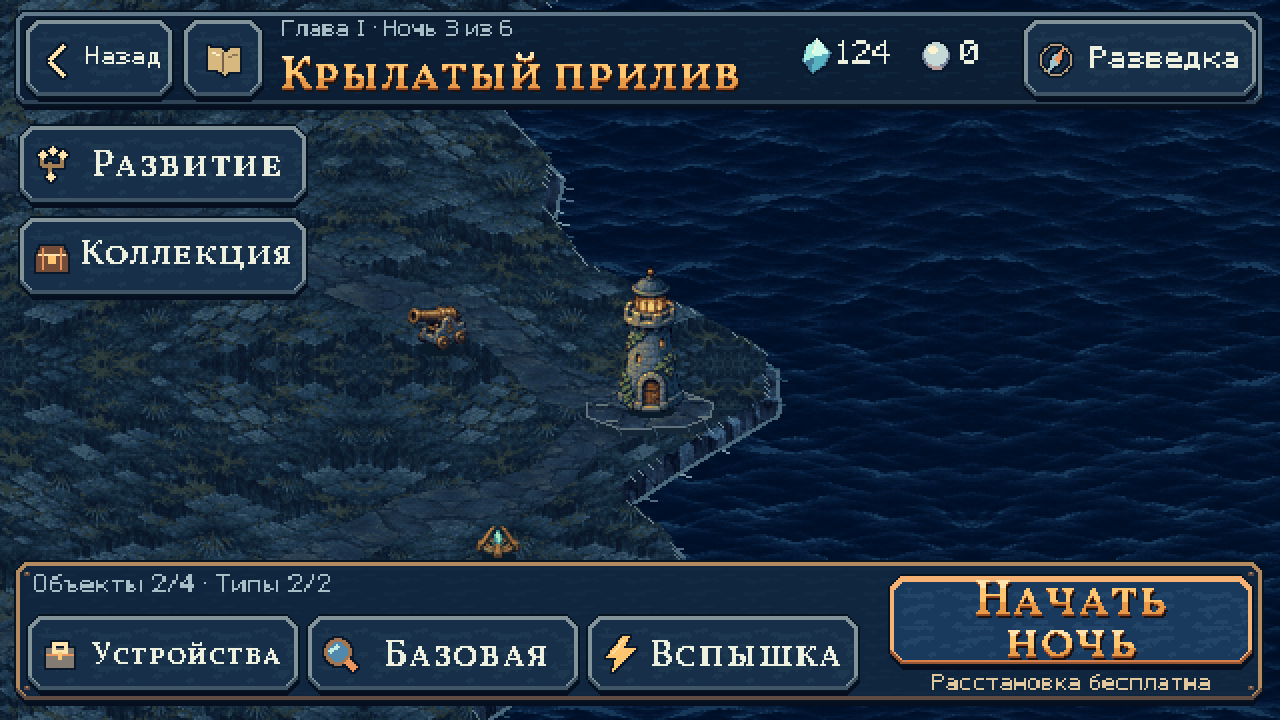 Назад
Глава I · Ночь 3 из 6
Крылатый прилив
124
0
Разведка
Развитие
Коллекция
Объекты 2/4 · Типы 2/2
Устройства
Базовая
Вспышка
Начать
ночь
Расстановка бесплатна